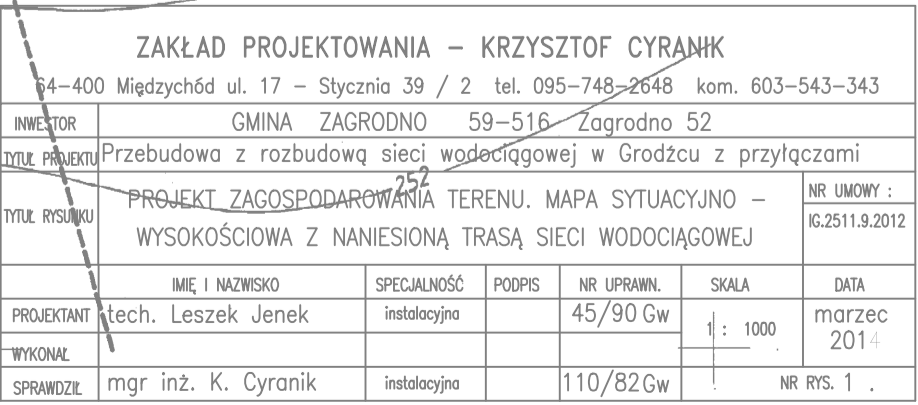 ZAKŁAD PROJEKTOWANIA – KRZYSZTOF CYRANIK
64–400 Międzychód ul. 17 – Stycznia 39 / 2 tel. 095–748–2648 kom. 603–543–343
INWESTOR GMINA ZAGRODNO 59–516 Zagrodno 52
TYTUŁ PROJEKTU Przebudowa z rozbudową sieci wodociągowej w Grodźcu z przyłączami
252
TYTUŁ RYSUNKU PROJEKT ZAGOSPODAROWANIA TERENU. MAPA SYTUACYJNO –
WYSOKOŚCIOWA Z NANIESIONĄ TRASĄ SIECI WODOCIĄGOWEJ
NR UMOWY :
IG.2511.9.2012
IMIĘ I NAZWISKO SPECJALNOŚĆ PODPIS NR UPRAWN. SKALA DATA
PROJEKTANT tech. Leszek Jenek instalacyjna 45/90 Gw 1 : 1000 marzec
2014
WYKONAŁ
SPRAWDZIŁ mgr inż. K. Cyranik instalacyjna 110/82 Gw NR RYS. 1 .